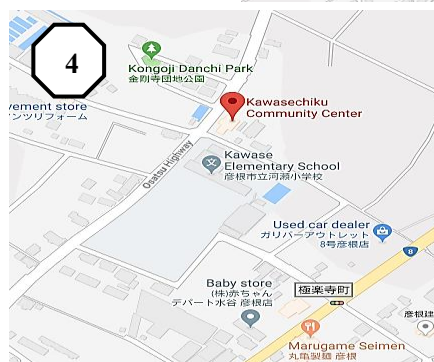 4
Kongoji Danchi Park
金剛寺団地公園
Kawasechiku
Community Center
vement store
ンツリフォーム
Osatsu Highway
Kawase
Elementary School
彦根市立河瀬小学校
Used car dealer
ガリバーアウトレット
8号彦根店
8
Baby store
(株)赤ちゃん
デパート水谷 彦根店
極楽寺町
彦根建
Marugame Seimen
丸亀製麺 彦根